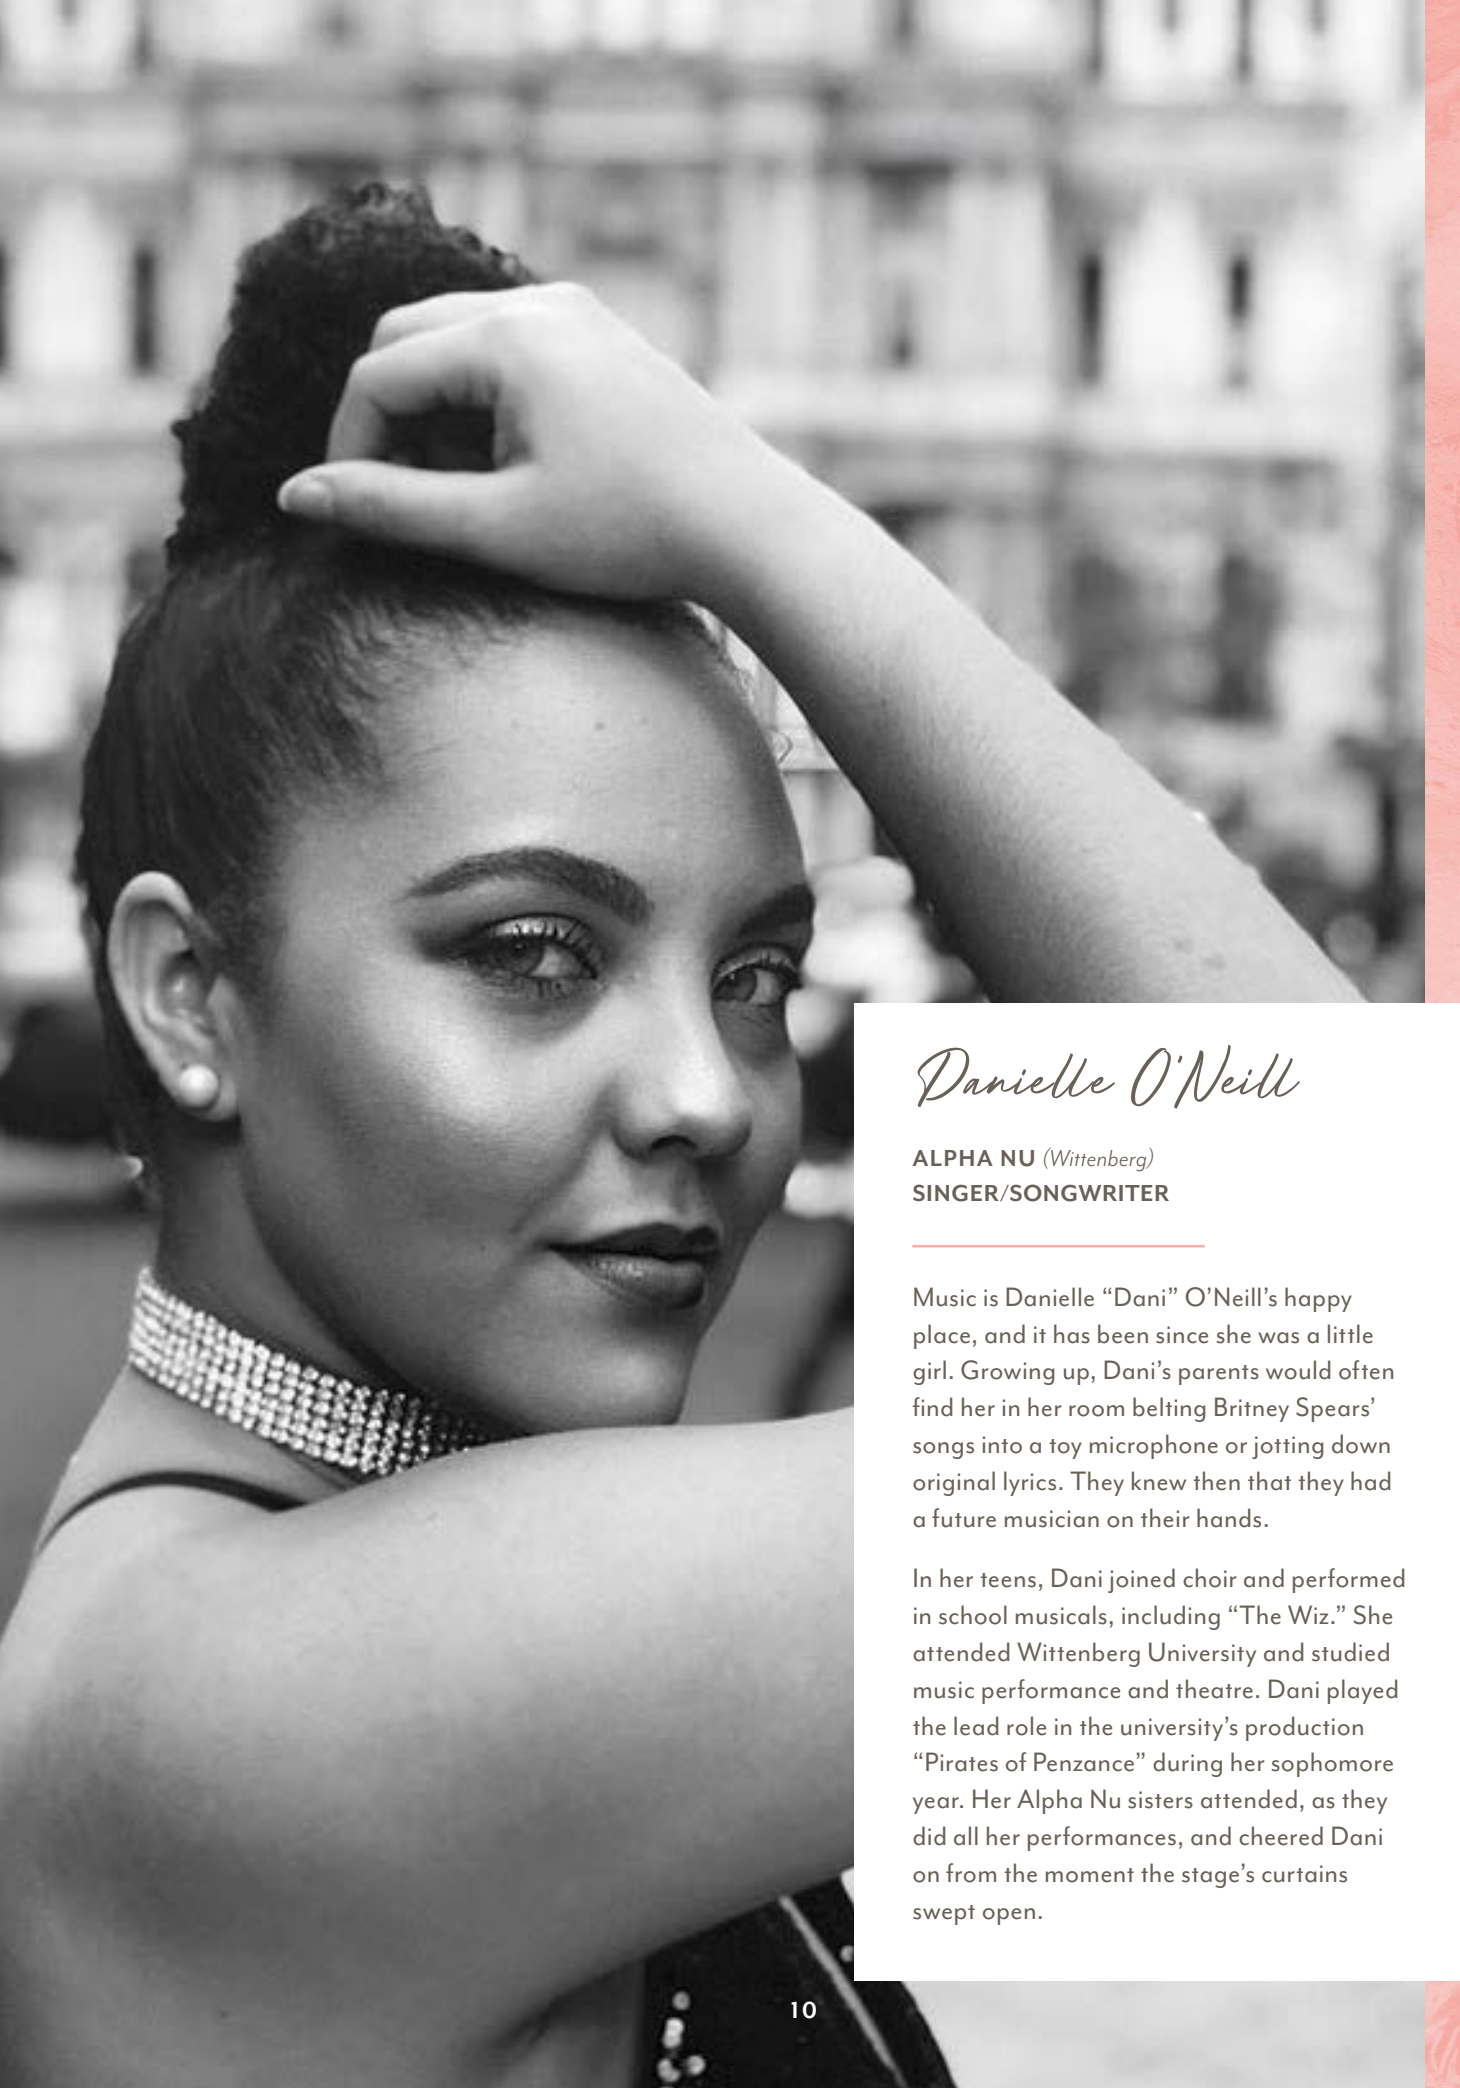 Danielle O'Neill
ALPHA NU (Wittenberg)
SINGER/SONGWRITER
Music is Danielle “Dani” O’Neill’s happy
place, and it has been since she was a little
girl. Growing up, Dani’s parents would often
find her in her room belting Britney Spears’
songs into a toy microphone or jotting down
original lyrics. They knew then that they had
a future musician on their hands.
In her teens, Dani joined choir and performed
in school musicals, including “The Wiz.” She
attended Wittenberg University and studied
music performance and theatre. Dani played
the lead role in the university’s production
“Pirates of Penzance” during her sophomore
year. Her Alpha Nu sisters attended, as they
did all her performances, and cheered Dani
on from the moment the stage’s curtains
swept open.
10